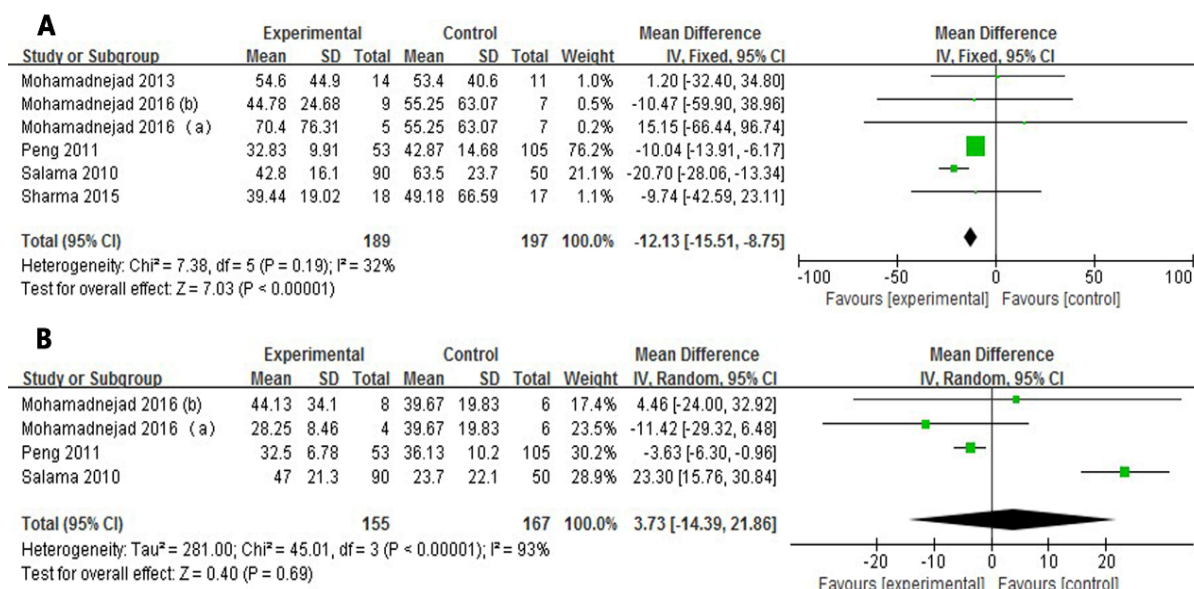 A
Experimental Control Mean Difference Mean Difference
Study or Subgroup Mean SD Total Mean SD Total Weight IV, Fixed, 95% CI IV, Fixed, 95% CI
Mohamadnejad 2013 54.6 44.9 14 53.4 40.6 11 1.0% 1.20 [-32.40, 34.80]
Mohamadnejad 2016 (b) 44.78 24.68 9 55.25 63.07 7 0.5% -10.47 [-59.90, 38.96]
Mohamadnejad 2016 (a) 70.4 76.31 5 55.25 63.07 7 0.2% 15.15 [-66.44, 96.74]
Peng 2011 32.83 9.91 53 42.87 14.68 105 76.2% -10.04 [-13.91, -6.17]
Salama 2010 42.8 16.1 90 63.5 23.7 50 21.1% -20.70 [-28.06, -13.34]
Sharma 2015 39.44 19.02 18 49.18 66.59 17 1.1% -9.74 [-42.59, 23.11]
Total (95% CI) 189 197 100.0% -12.13 [-15.51, -8.75]
Heterogeneity: Chi² = 7.38, df = 5 (P = 0.19); I² = 32%
Test for overall effect: Z = 7.03 (P < 0.00001)
-100 -50 0 50 100
Favours [experimental] Favours [control]
B
Experimental Control Mean Difference Mean Difference
Study or Subgroup Mean SD Total Mean SD Total Weight IV, Random, 95% CI IV, Random, 95% CI
Mohamadnejad 2016 (b) 44.13 34.1 8 39.67 19.83 6 17.4% 4.46 [-24.00, 32.92]
Mohamadnejad 2016 (a) 28.25 8.46 4 39.67 19.83 6 23.5% -11.42 [-29.32, 6.48]
Peng 2011 32.5 6.78 53 36.13 10.2 105 30.2% -3.63 [-6.30, -0.96]
Salama 2010 47 21.3 90 23.7 22.1 50 28.9% 23.30 [15.76, 30.84]
Total (95% CI) 155 167 100.0% 3.73 [-14.39, 21.86]
Heterogeneity: Tau² = 281.00; Chi² = 45.01, df = 3 (P < 0.00001); I² = 93%
Test for overall effect: Z = 0.40 (P = 0.69)
-20 -10 0 10 20
Favours [experimental] Favours [control]